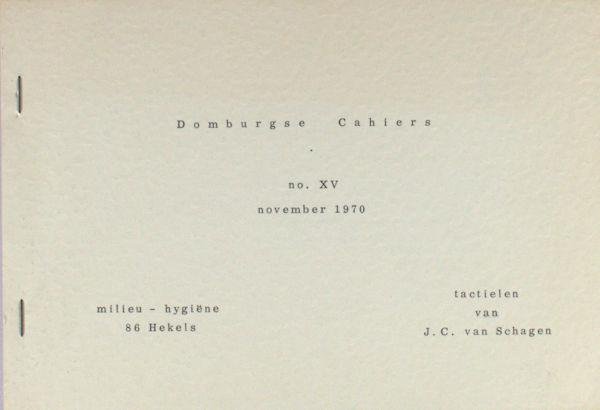 Domburgse Cahiers
.
no. XV
november 1970
milieu - hygiëne
86 Hekels
tactielen
van
J.C. van Schagen